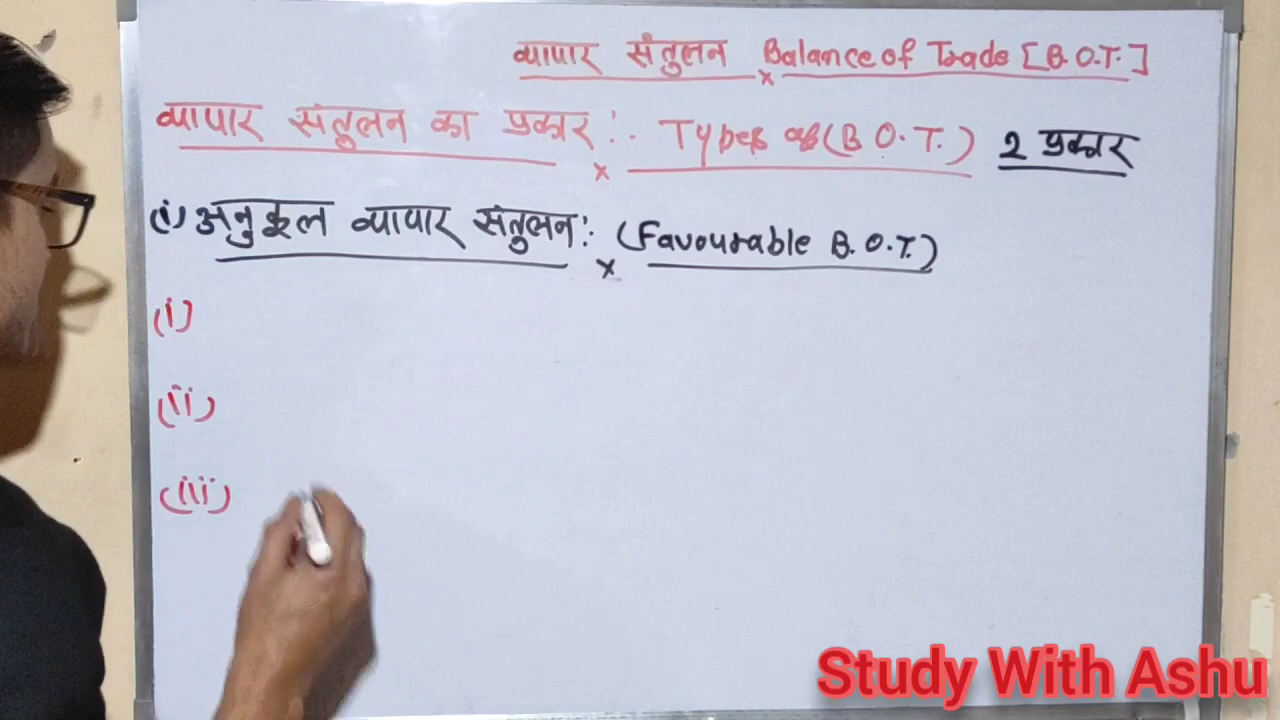 व्यापार संतुलन Balance of Trade [B.O.T.]
व्यापार संतुलन का प्रकार :- Types of (B.O.T.) 2 प्रकार
(i) अनुकूल व्यापार संतुलन :- (Favourable B.O.T.)
(i)
(ii)
(iii)
Study With Ashu